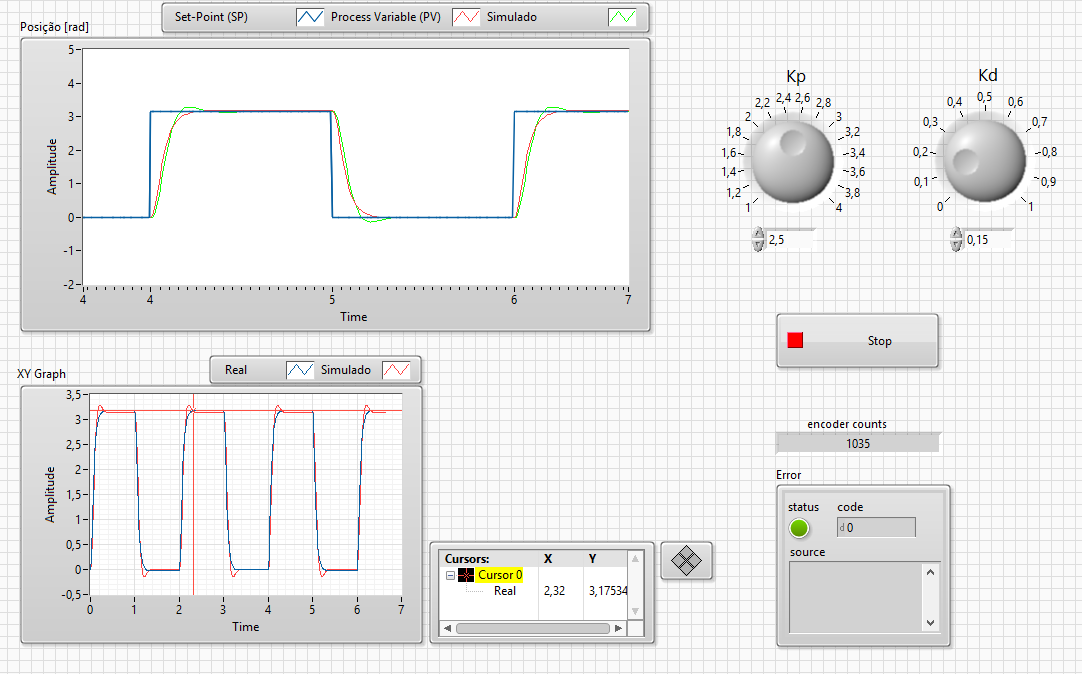 Posição [rad]
Set-Point (SP) Process Variable (PV) Simulado
Amplitude
5
4
3
2
1
0
-1
-2
4 4 5 6 7
Time
Kp
1 1,2 1,4 1,6 1,8 2 2,2 2,4 2,6 2,8 3 3,2 3,4 3,6 3,8 4
2,5
Kd
0 0,1 0,2 0,3 0,4 0,5 0,6 0,7 0,8 0,9 1
0,15
Stop
XY Graph
Real Simulado
Amplitude
3,5
3
2,5
2
1,5
1
0,5
0
-0,5
0 1 2 3 4 5 6 7
Time
Cursors: X Y
Cursor 0
Real 2,32 3,17534
encoder counts
1035
Error
status code
d 0
source